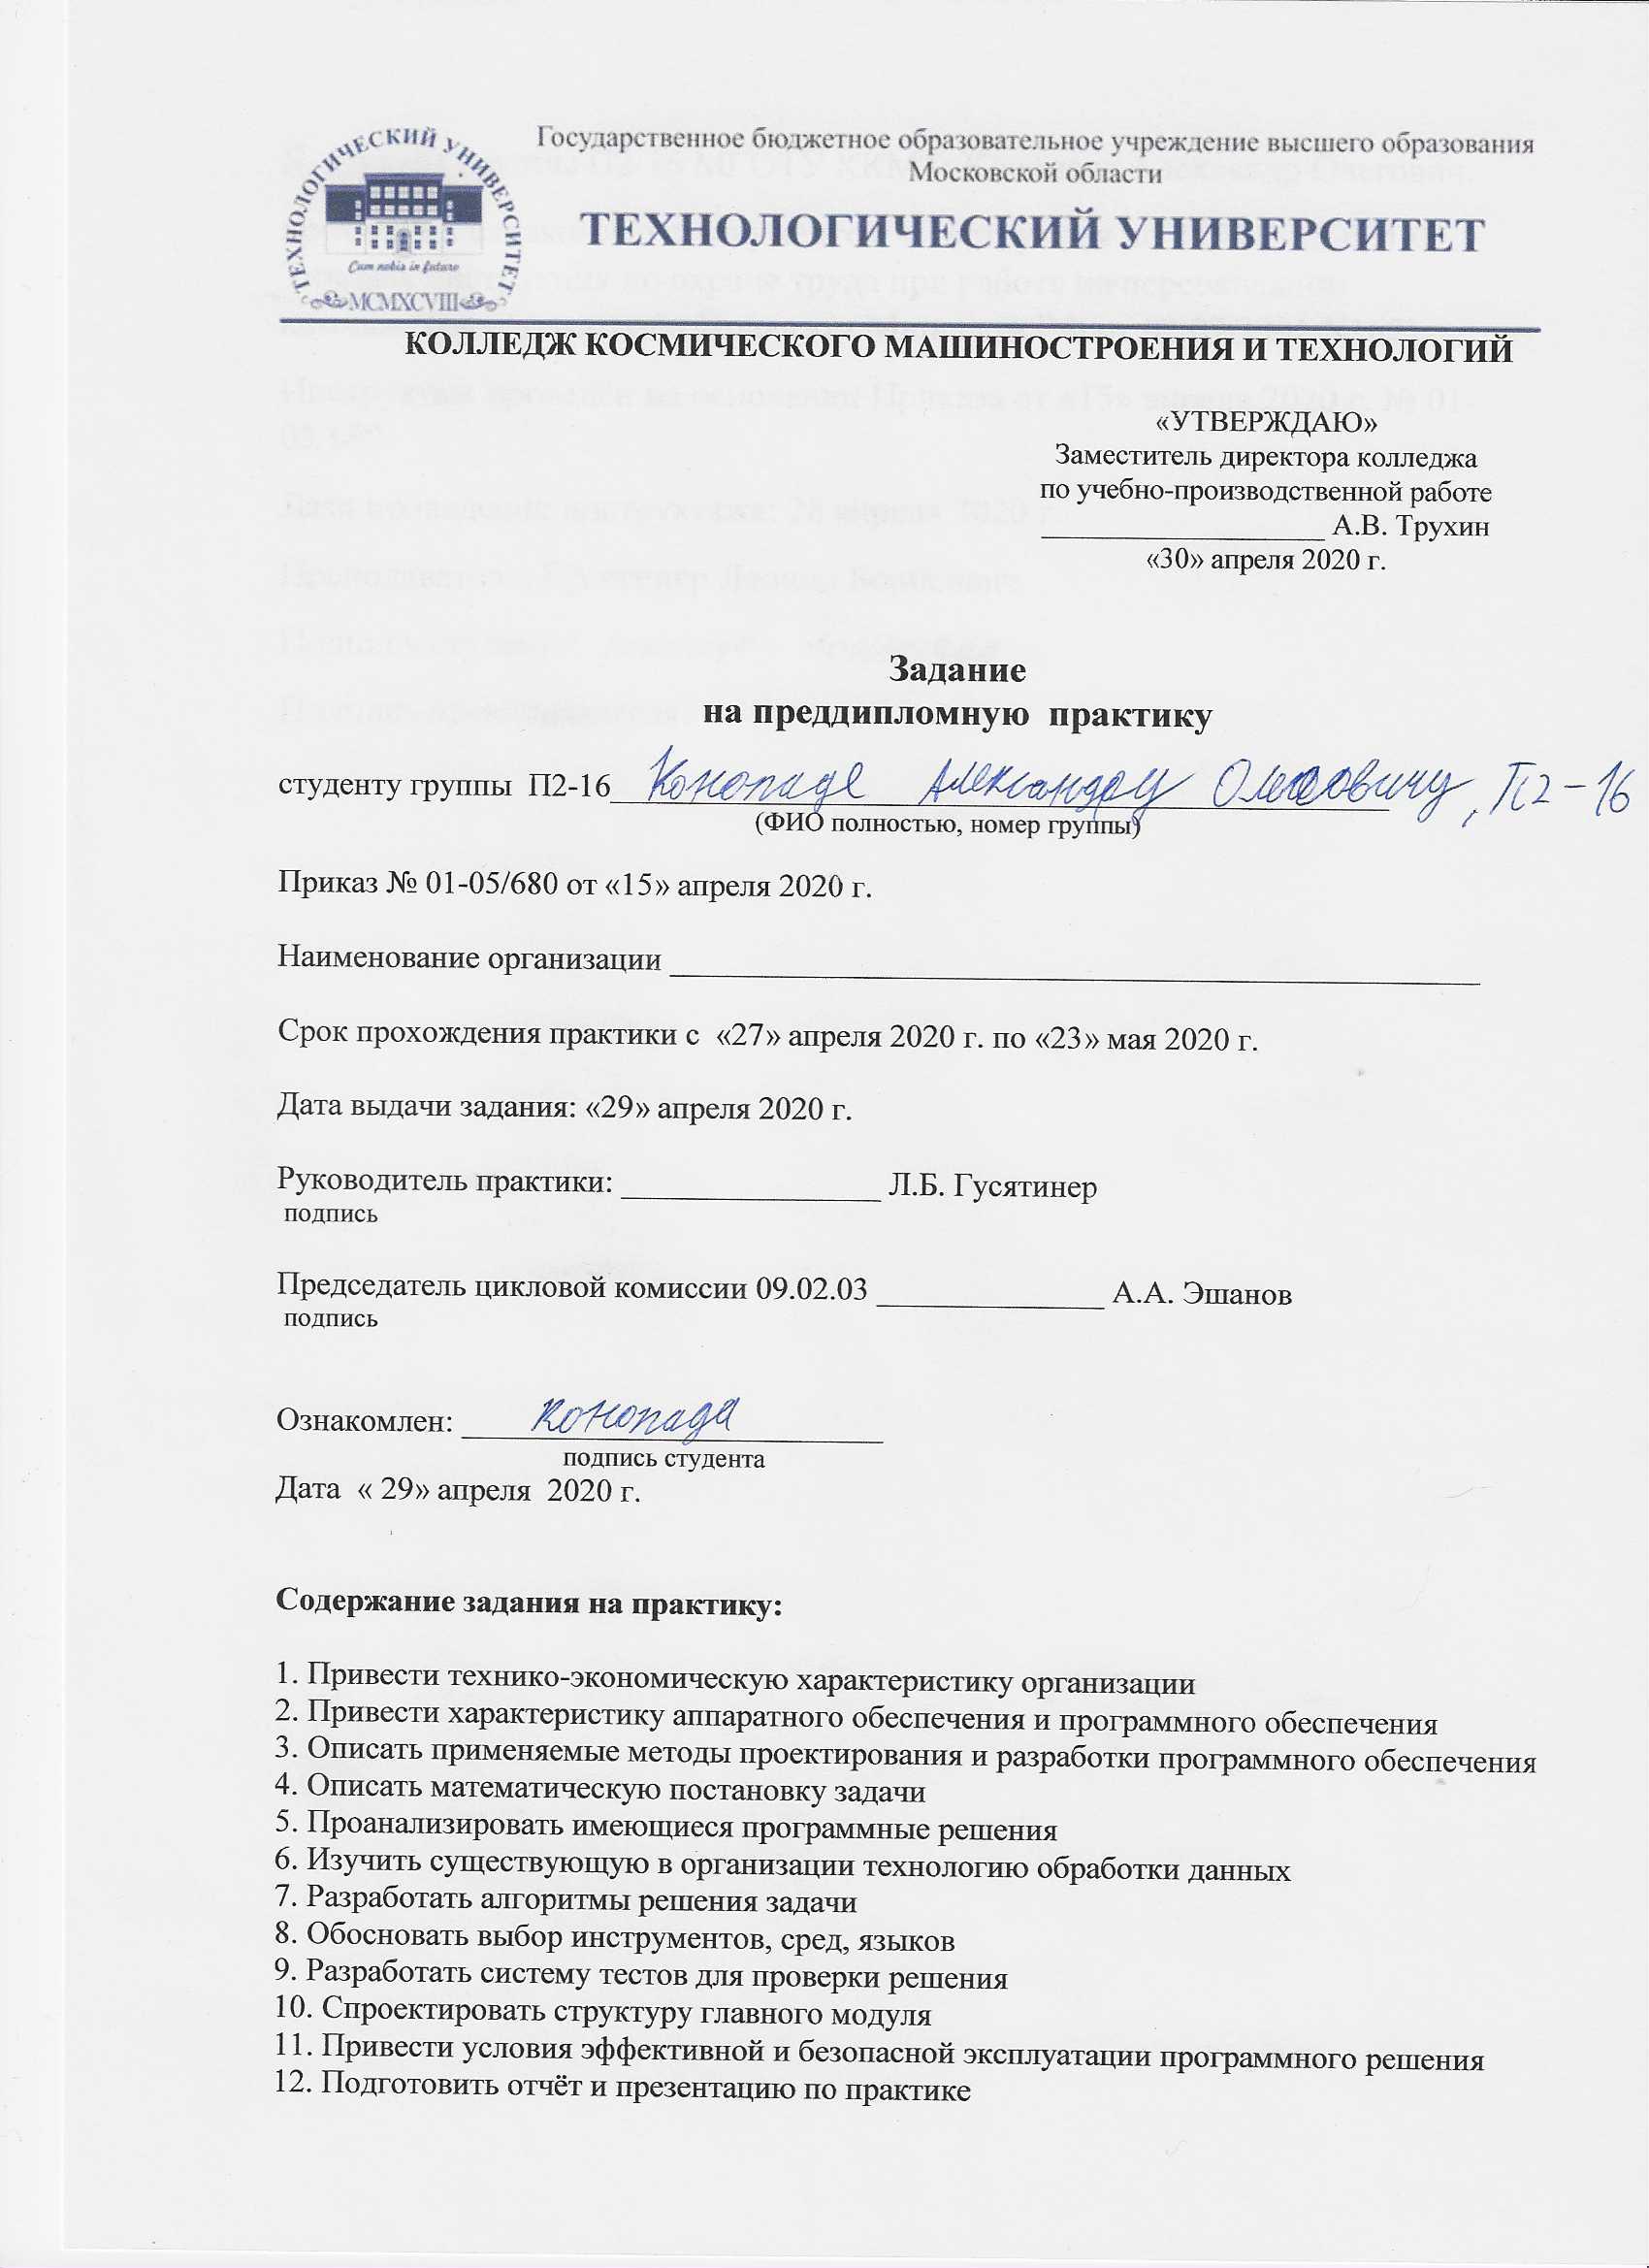 ТЕХНОЛОГИЧЕСКИЙ УНИВЕРСИТЕТ
Cum nobis in futuro
MCMXCVIII
Государственное бюджетное образовательное учреждение высшего образования
Московской области
ТЕХНОЛОГИЧЕСКИЙ УНИВЕРСИТЕТ
КОЛЛЕДЖ КОСМИЧЕСКОГО МАШИНОСТРОЕНИЯ И ТЕХНОЛОГИЙ
«УТВЕРЖДАЮ»
Заместитель директора колледжа
по учебно-производственной работе
_________________ А.В. Трухин
«30» апреля 2020 г.
Задание
на преддипломную практику
студенту группы П2-16 Конопаде Александру Олеговичу, П2-16
(ФИО полностью, номер группы)
Приказ № 01-05/680 от «15» апреля 2020 г.
Наименование организации ____________________
Срок прохождения практики с «27» апреля 2020 г. по «23» мая 2020 г.
Дата выдачи задания: «29» апреля 2020 г.
Руководитель практики: ________________ Л.Б. Гусятинер
подпись
Председатель цикловой комиссии 09.02.03 ______________ А.А. Эшанов
подпись
Ознакомлен: Конопада
подпись студента
Дата « 29» апреля 2020 г.
Содержание задания на практику:
1. Привести технико-экономическую характеристику организации
2. Привести характеристику аппаратного обеспечения и программного обеспечения
3. Описать применяемые методы проектирования и разработки программного обеспечения
4. Описать математическую постановку задачи
5. Проанализировать имеющиеся программные решения
6. Изучить существующую в организации технологию обработки данных
7. Разработать алгоритмы решения задачи
8. Обосновать выбор инструментов, сред, языков
9. Разработать систему тестов для проверки решения
10. Спроектировать структуру главного модуля
11. Привести условия эффективной и безопасной эксплуатации программного решения
12. Подготовить отчёт и презентацию по практике